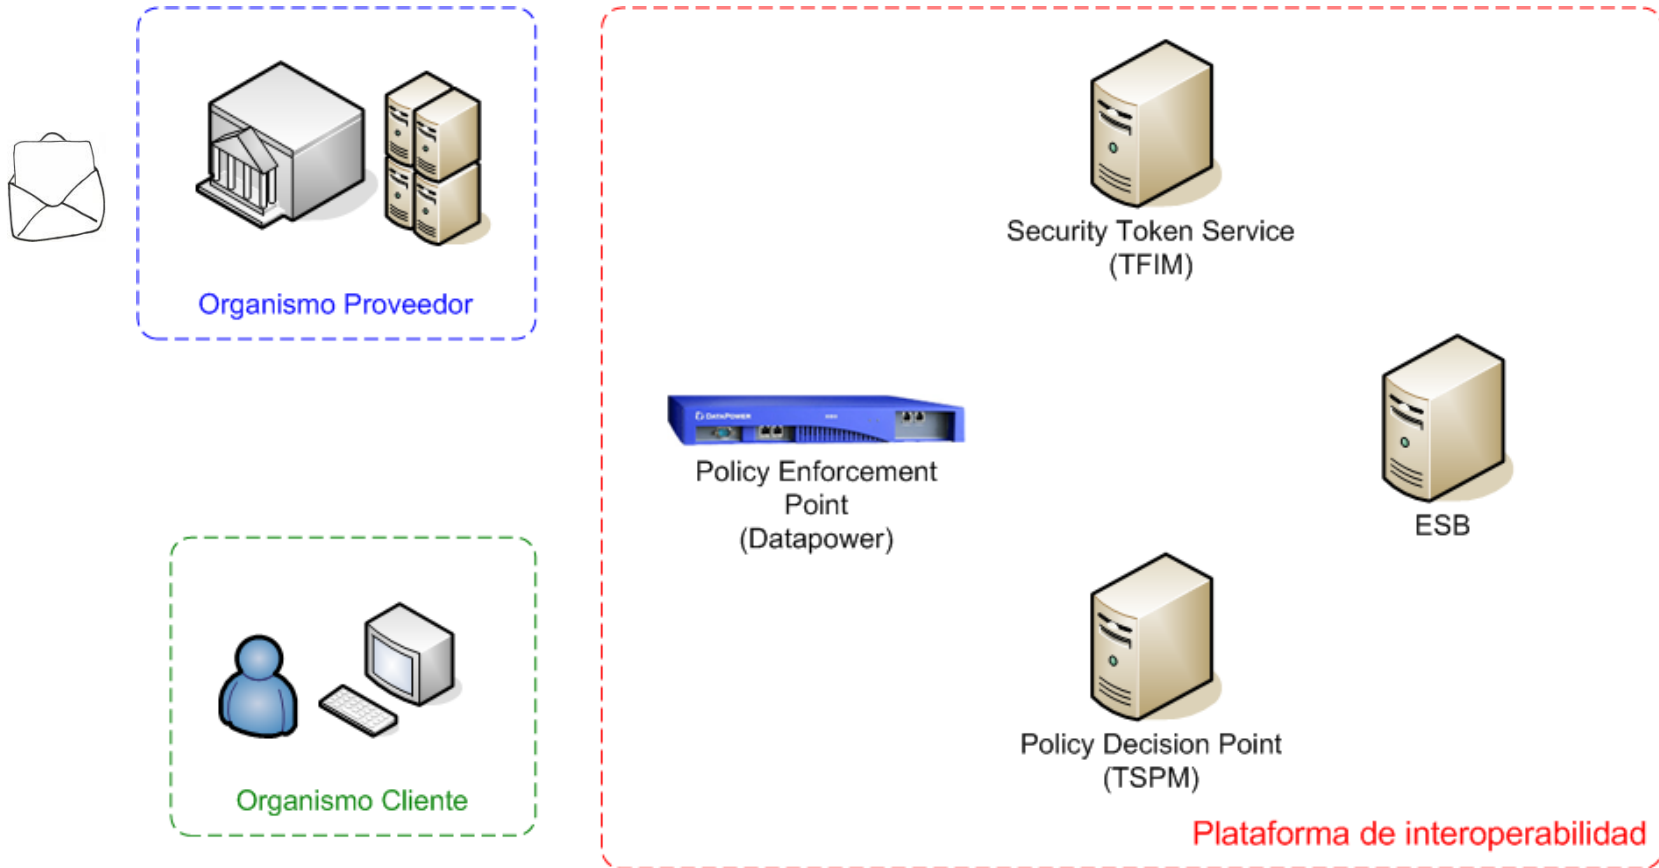 Organismo Proveedor
Security Token Service
(TFIM)
DATAPOWER
Policy Enforcement
Point
(Datapower)
ESB
Organismo Cliente
Policy Decision Point
(TSPM)
Plataforma de interoperabilidad